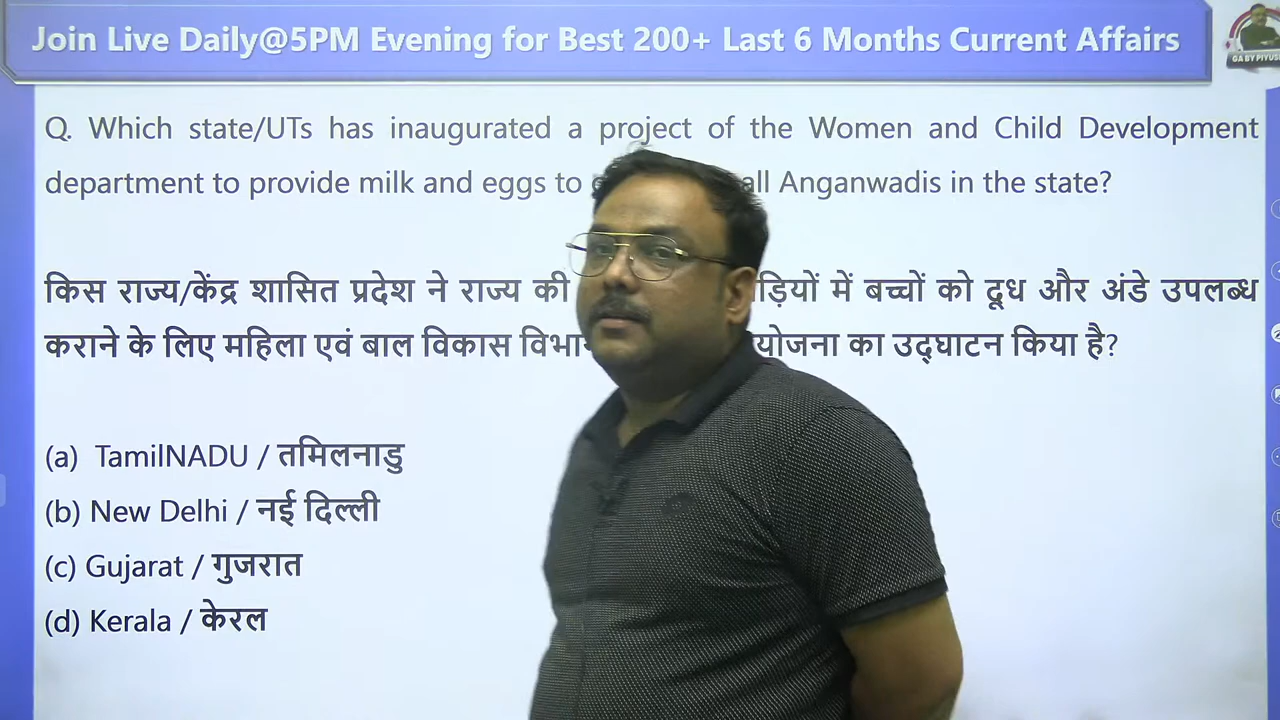 Join Live Daily@5PM Evening for Best 200+ Last 6 Months Current Affairs
GA BY PIYUSH
Q. Which state/UTs has inaugurated a project of the Women and Child Development
department to provide milk and eggs to all Anganwadis in the state?
किस राज्य/केंद्र शासित प्रदेश ने राज्य की में बच्चों को दूध और अंडे उपलब्ध
कराने के लिए महिला एवं बाल विकास योजना का उद्घाटन किया है?
(a) TamilNADU / तमिलनाडु
(b) New Delhi / नई दिल्ली
(c) Gujarat / गुजरात
(d) Kerala / केरल